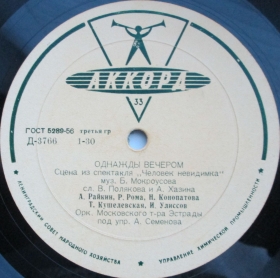 АККОРД
33
ГОСТ 5289-56 третья гр
Д-3766 1-30
ОДНАЖДЫ ВЕЧЕРОМ
Сцена из спектакля „Человек невидимка"
муз. Б. Мокроусова
сл. В. Полякова и А. Хазина
А. Райкин, Р. Рома, Н. Конопатова
Т. Кушелевская, И. Улисов
Орк. Московского т-ра Эстрады
под упр. А. Семенова
ЛЕНИНГРАДСКИЙ СОВЕТ НАРОДНОГО ХОЗЯЙСТВА • УПРАВЛЕНИЕ ХИМИЧЕСКОЙ ПРОМЫШЛЕННОСТИ